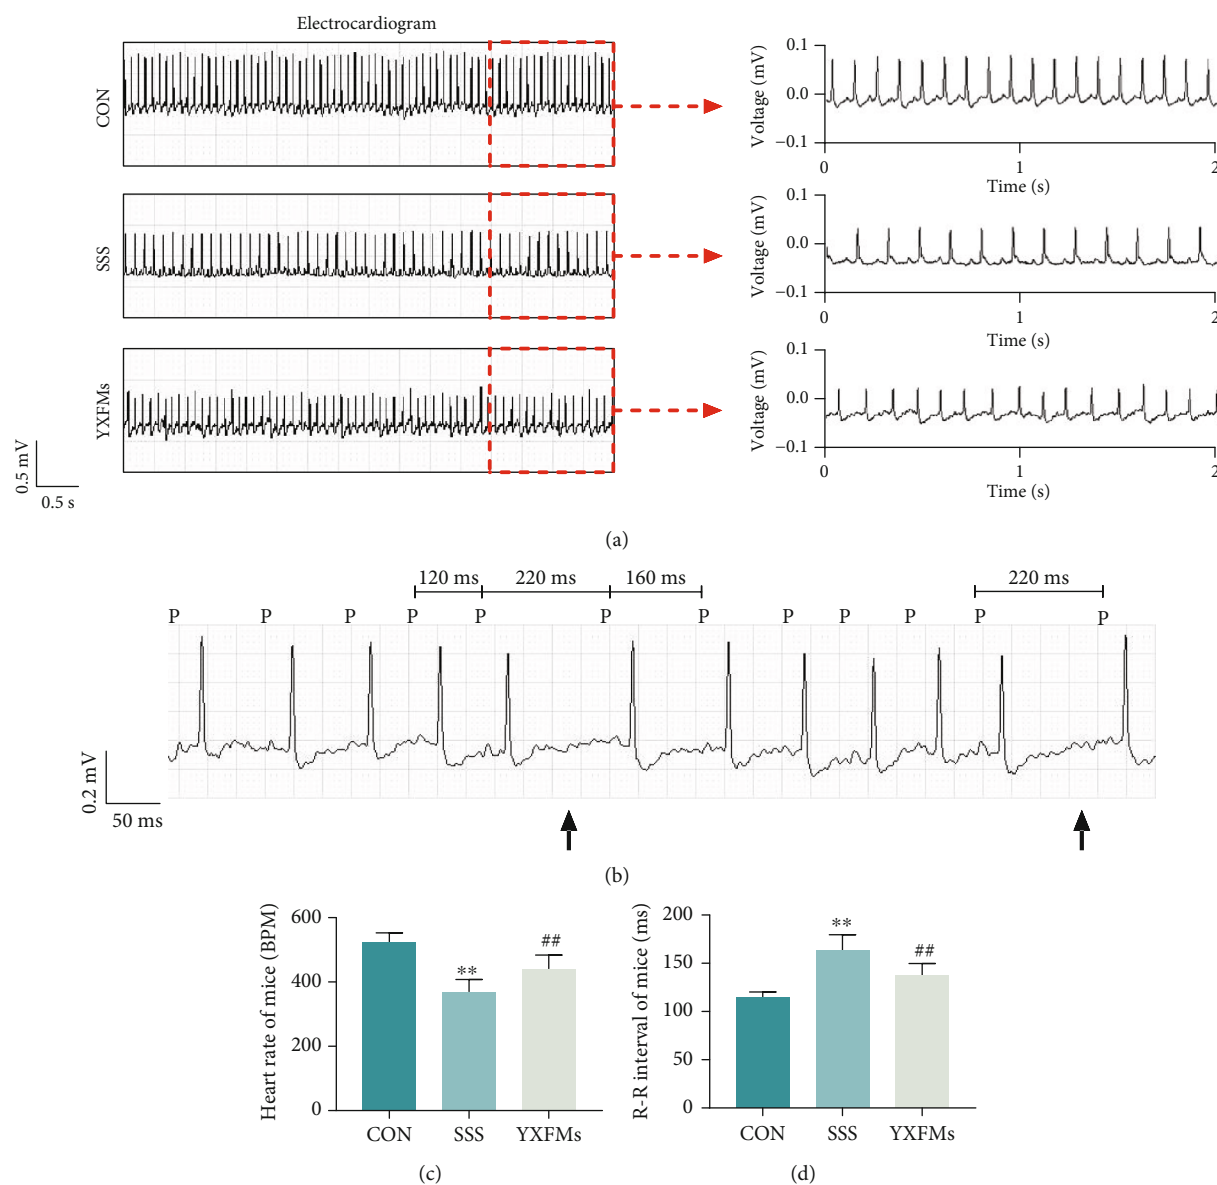 Electrocardiogram
CON
0.1
0.0
−0.1
Voltage (mV)
0 1 2
Time (s)
SSS
0.1
0.0
−0.1
Voltage (mV)
0 1 2
Time (s)
YXFMs
0.1
0.0
−0.1
Voltage (mV)
0 1 2
Time (s)
0.5 mV
0.5 s
(a)
120 ms 220 ms 160 ms 220 ms
P P P P P P P P P P P P
0.2 mV
50 ms
(b)
Heart rate of mice (BPM)
600
400
200
0
**
##
CON SSS YXFMs
(c)
R-R interval of mice (ms)
200
150
100
50
0
**
##
CON SSS YXFMs
(d)